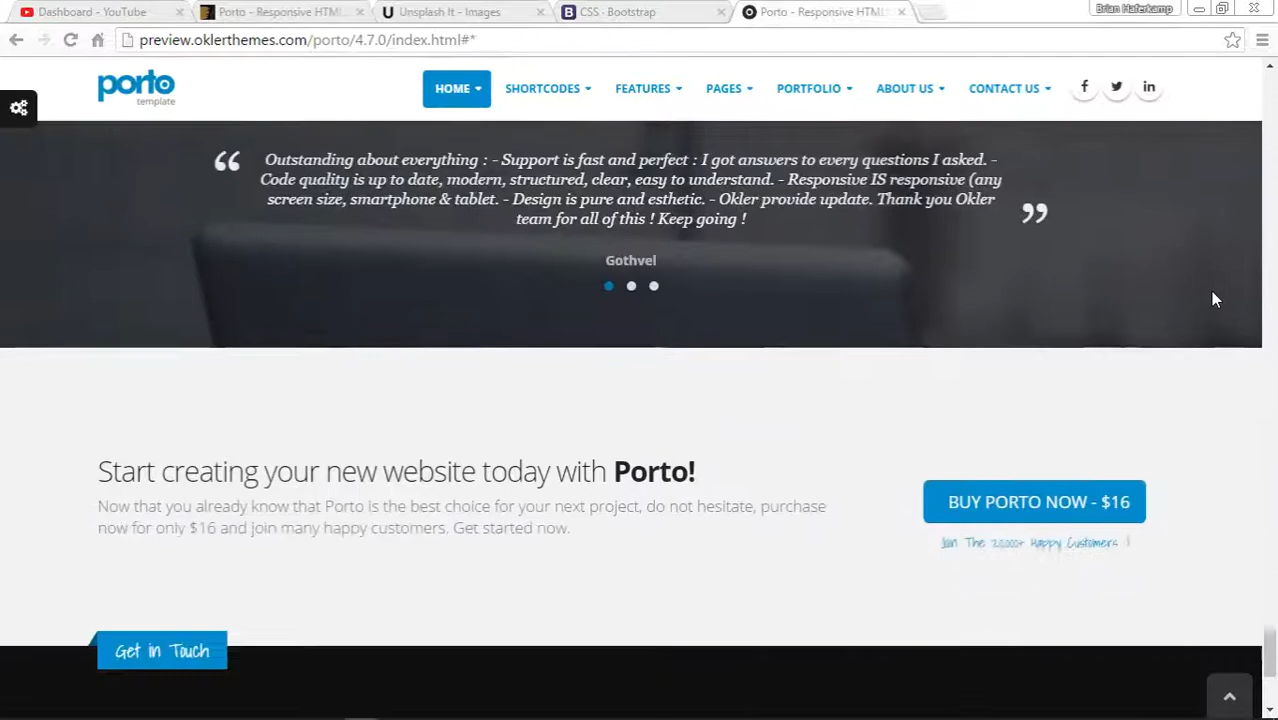 Dashboard - YouTube
Porto - Responsive HTML
Unsplash It - Images
CSS · Bootstrap
Porto - Responsive HTML
Brian Haferkamp
preview.oklerthemes.com/porto/4.7.0/index.html#*
porto
template
HOME
SHORTCODES
FEATURES
PAGES
PORTFOLIO
ABOUT US
CONTACT US
“ Outstanding about everything : - Support is fast and perfect : I got answers to every questions I asked. -
Code quality is up to date, modern, structured, clear, easy to understand. - Responsive IS responsive (any
screen size, smartphone & tablet. - Design is pure and esthetic. - Okler provide update. Thank you Okler
team for all of this ! Keep going ! ”
Gothvel
Start creating your new website today with Porto!
Now that you already know that Porto is the best choice for your next project, do not hesitate, purchase
now for only $16 and join many happy customers. Get started now.
BUY PORTO NOW - $16
Join The 20,000+ Happy Customers !
Get in Touch